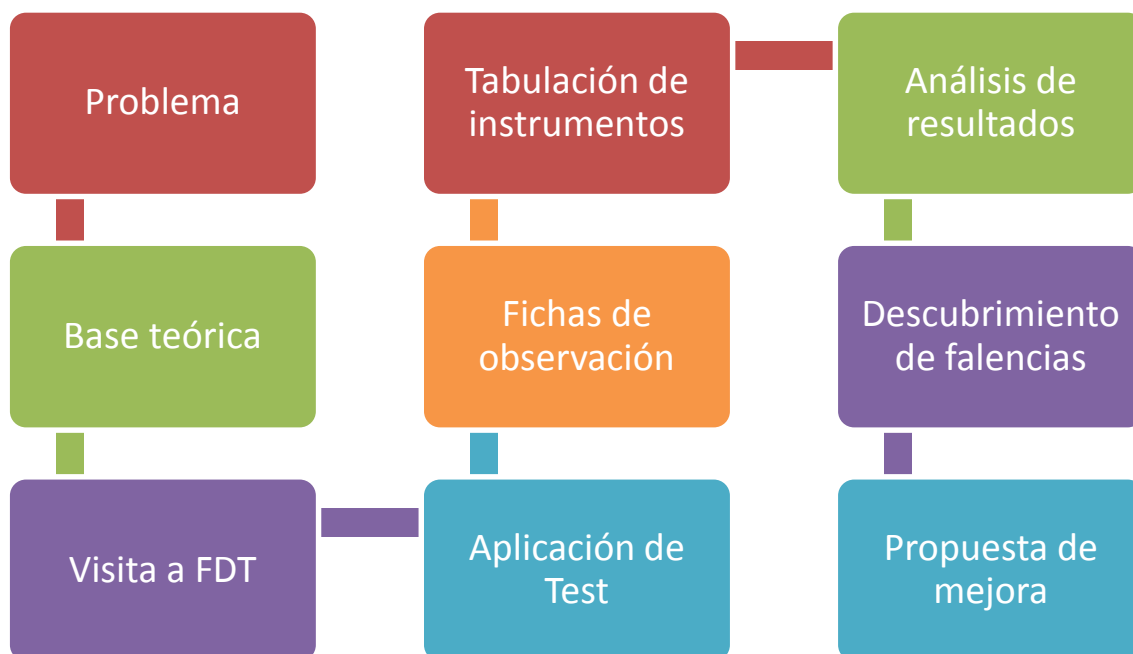 Problema
Base teórica
Visita a FDT
Aplicación de
Test
Fichas de
observación
Tabulación de
instrumentos
Análisis de
resultados
Descubrimiento
de falencias
Propuesta de
mejora